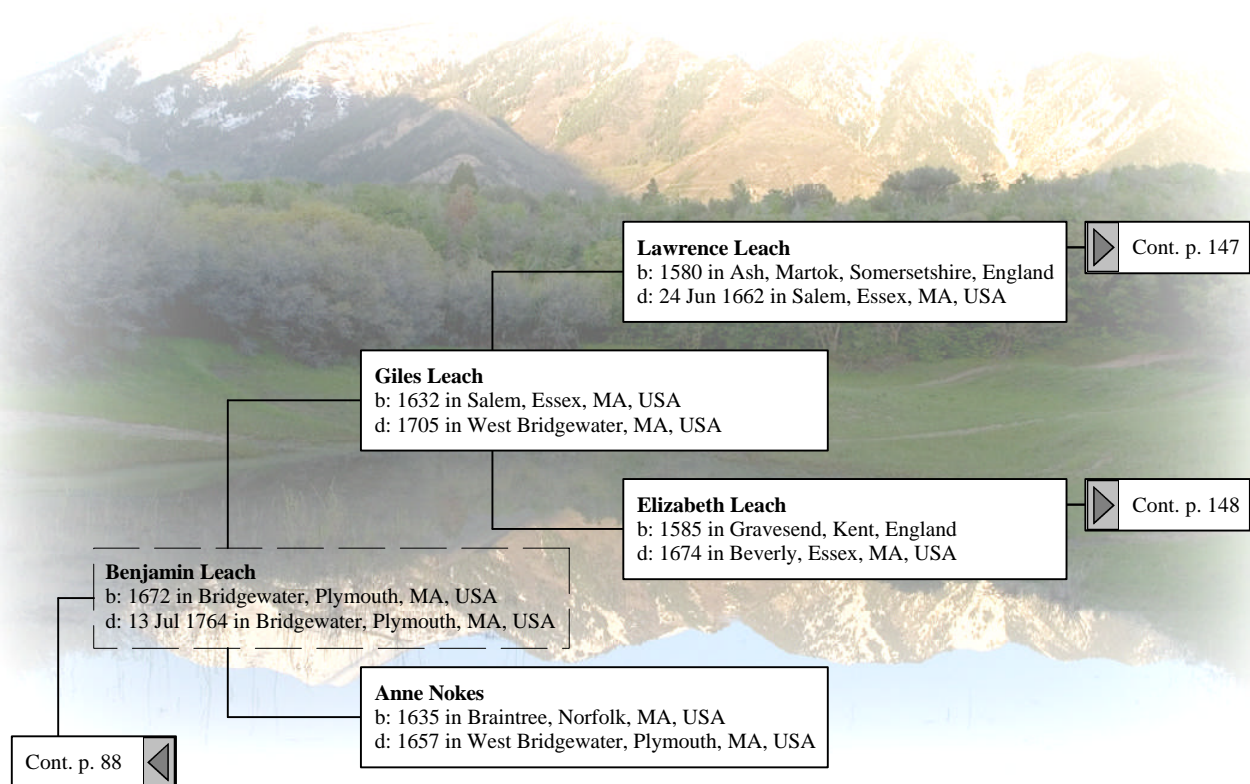 Lawrence Leach
b: 1580 in Ash, Martok, Somersetshire, England
d: 24 Jun 1662 in Salem, Essex, MA, USA
Cont. p. 147
Giles Leach
b: 1632 in Salem, Essex, MA, USA
d: 1705 in West Bridgewater, MA, USA
Elizabeth Leach
b: 1585 in Gravesend, Kent, England
d: 1674 in Beverly, Essex, MA, USA
Cont. p. 148
Benjamin Leach
b: 1672 in Bridgewater, Plymouth, MA, USA
d: 13 Jul 1764 in Bridgewater, Plymouth, MA, USA
Anne Nokes
b: 1635 in Braintree, Norfolk, MA, USA
d: 1657 in West Bridgewater, Plymouth, MA, USA
Cont. p. 88